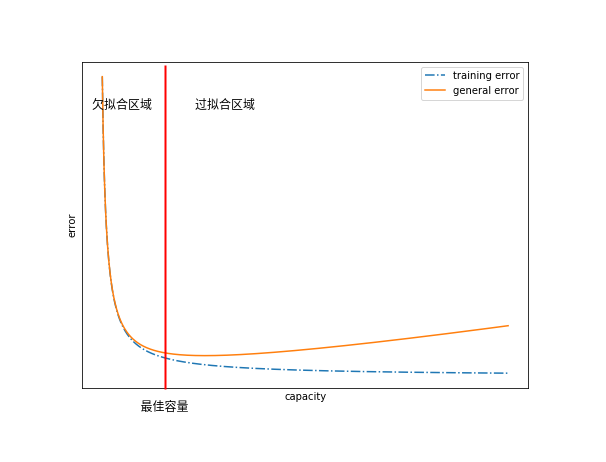 training error
general error
欠拟合区域
过拟合区域
error
capacity
最佳容量